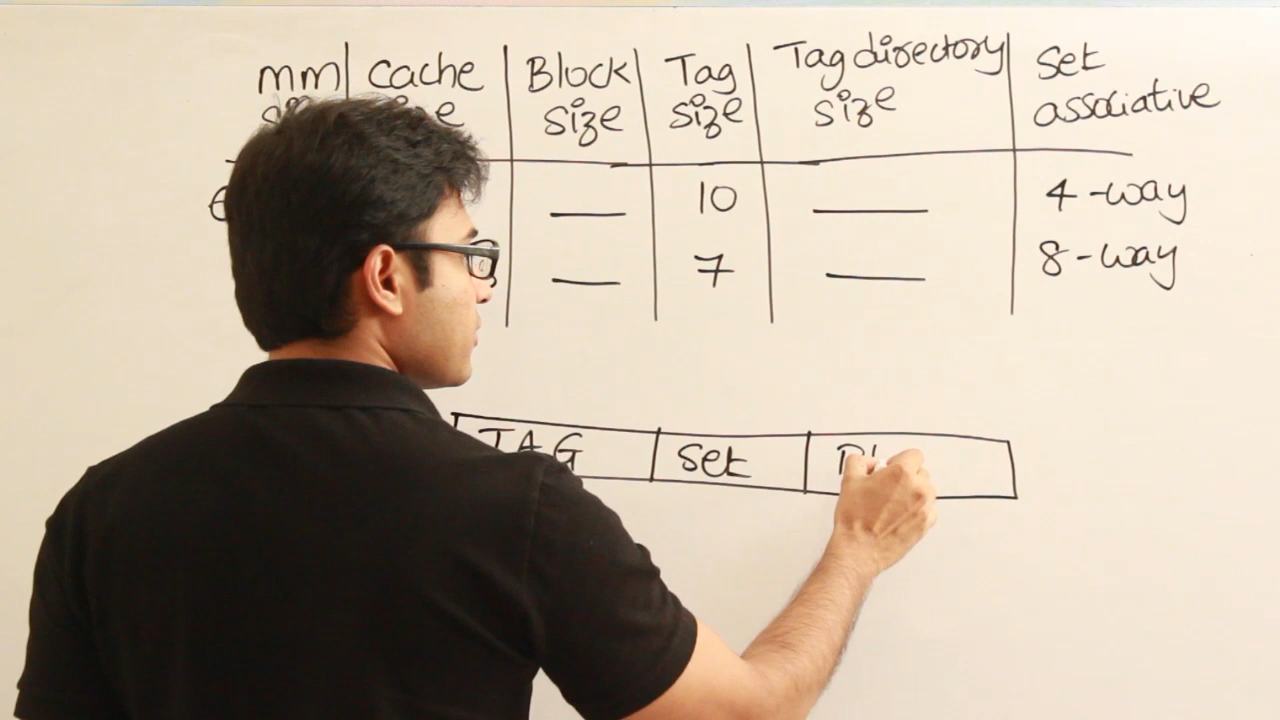 mm cache Block Tag Tag directory Set
size size size associative
10 4-way
7 8-way
TAG Set